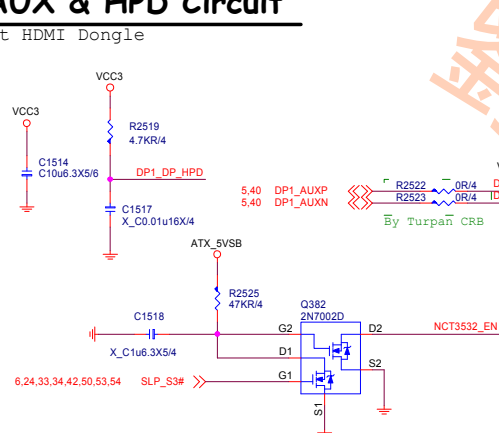 AUX & HPD Circuit
t HDMI Dongle
VCC3
VCC3
R2519
4.7KR/4
C1514
C10u6.3X5/6
DP1_DP_HPD
C1517
X_C0.01u16X/4
5,40 DP1_AUXP
R2522 0R/4
5,40 DP1_AUXN
R2523 0R/4
By Turpan CRB
ATX_5VSB
R2525
47KR/4
Q382
2N7002D
C1518
X_C1u6.3X5/4
G2
D2
NCT3532_EN
D1
S2
6,24,33,34,42,50,53,54 SLP_S3#
G1
S1